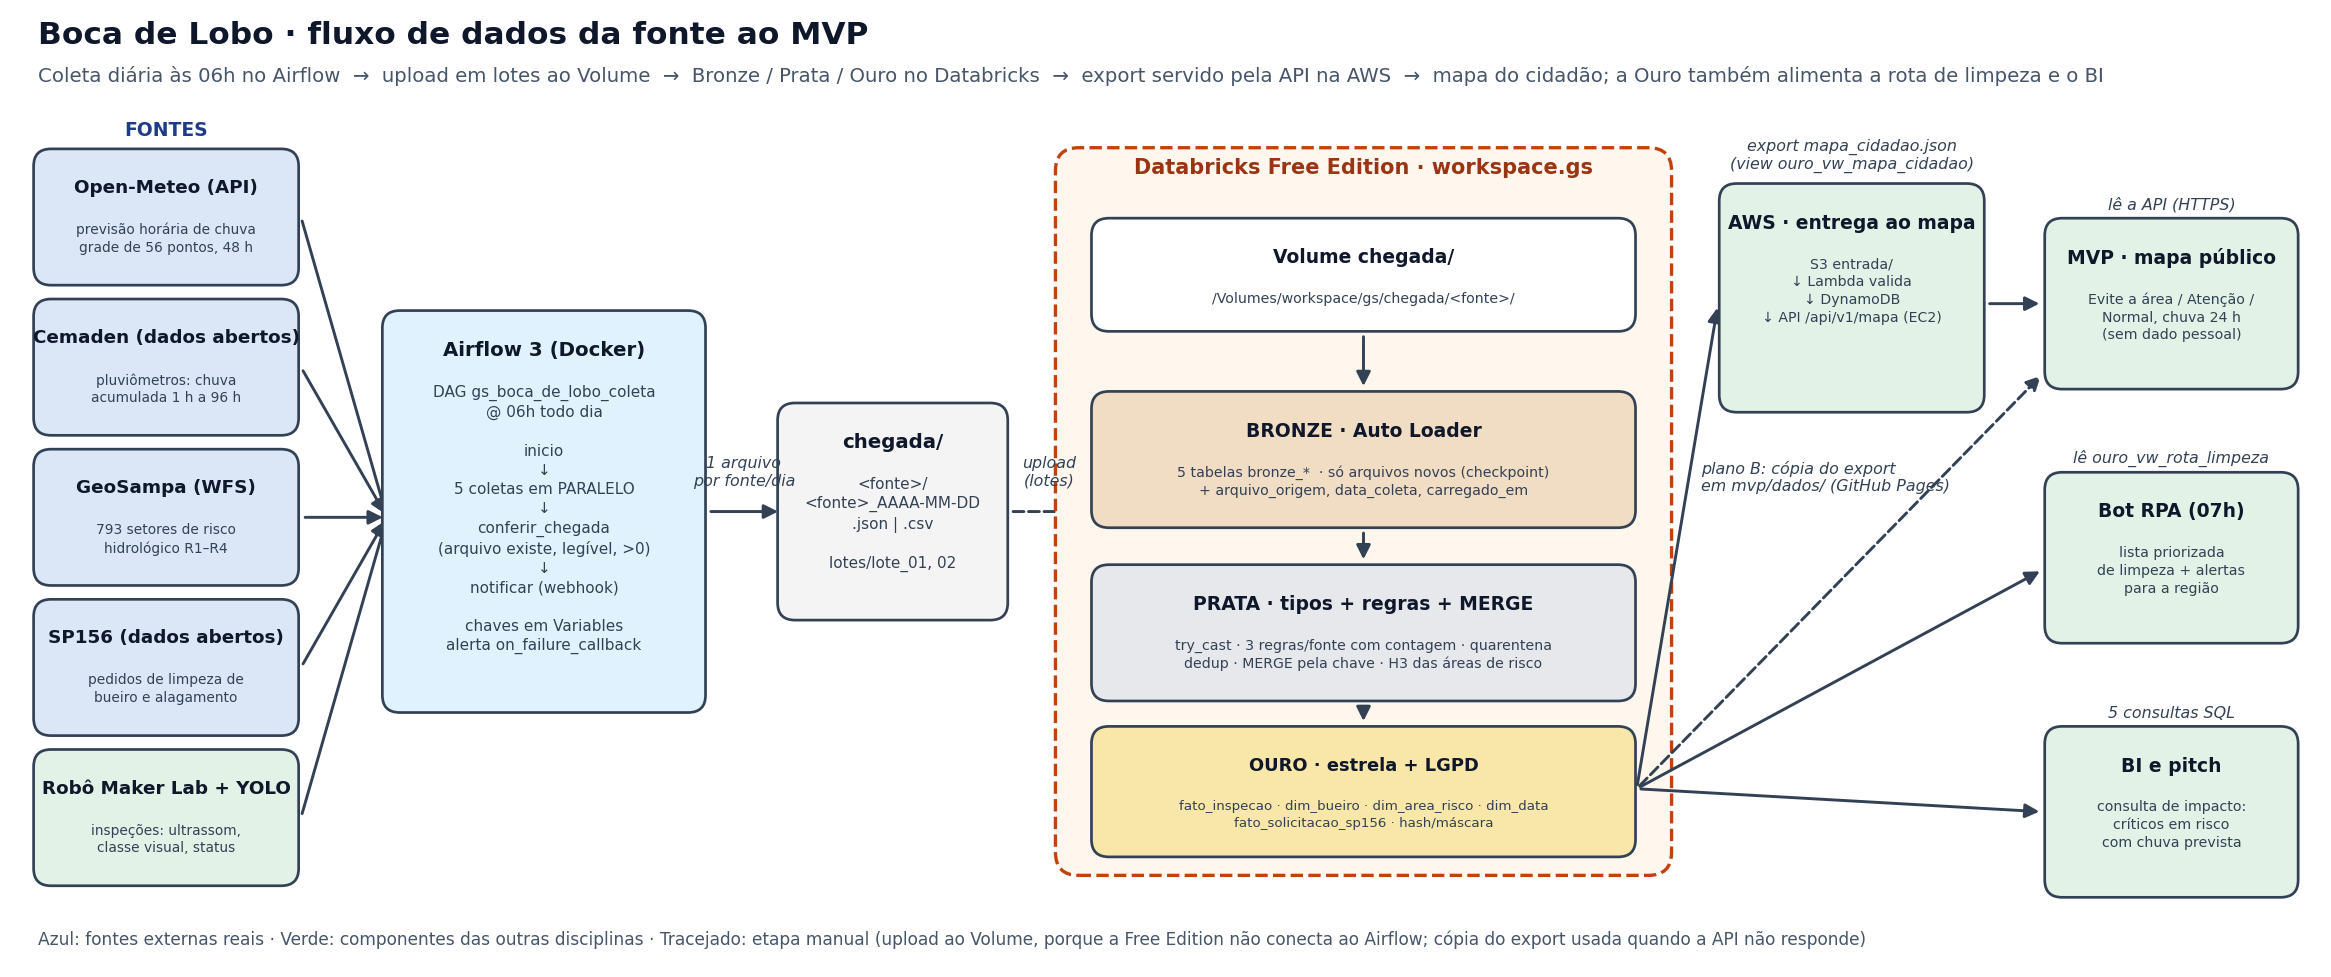 Boca de Lobo · fluxo de dados da fonte ao MVP
Coleta diária às 06h no Airflow → upload em lotes ao Volume → Bronze / Prata / Ouro no Databricks → export servido pela API na AWS → mapa do cidadão; a Ouro também alimenta a rota de limpeza e o BI
FONTES
Open-Meteo (API)
previsão horária de chuva
grade de 56 pontos, 48 h
Cemaden (dados abertos)
pluviômetros: chuva
acumulada 1 h a 96 h
GeoSampa (WFS)
793 setores de risco
hidrológico R1–R4
SP156 (dados abertos)
pedidos de limpeza de
bueiro e alagamento
Robô Maker Lab + YOLO
inspeções: ultrassom,
classe visual, status
Airflow 3 (Docker)
DAG gs_boca_de_lobo_coleta
@ 06h todo dia
inicio
↓
5 coletas em PARALELO
↓
conferir_chegada
(arquivo existe, legível, >0)
↓
notificar (webhook)
chaves em Variables
alerta on_failure_callback
1 arquivo
por fonte/dia
chegada/
<fonte>/
<fonte>_AAAA-MM-DD
.json | .csv
lotes/lote_01, 02
upload
(lotes)
Databricks Free Edition · workspace.gs
Volume chegada/
/Volumes/workspace/gs/chegada/<fonte>/
BRONZE · Auto Loader
5 tabelas bronze_* · só arquivos novos (checkpoint)
+ arquivo_origem, data_coleta, carregado_em
PRATA · tipos + regras + MERGE
try_cast · 3 regras/fonte com contagem · quarentena
dedup · MERGE pela chave · H3 das áreas de risco
OURO · estrela + LGPD
fato_inspecao · dim_bueiro · dim_area_risco · dim_data
fato_solicitacao_sp156 · hash/máscara
export mapa_cidadao.json
(view ouro_vw_mapa_cidadao)
AWS · entrega ao mapa
S3 entrada/
↓ Lambda valida
↓ DynamoDB
↓ API /api/v1/mapa (EC2)
plano B: cópia do export
em mvp/dados/ (GitHub Pages)
lê a API (HTTPS)
MVP · mapa público
Evite a área / Atenção /
Normal, chuva 24 h
(sem dado pessoal)
lê ouro_vw_rota_limpeza
Bot RPA (07h)
lista priorizada
de limpeza + alertas
para a região
5 consultas SQL
BI e pitch
consulta de impacto:
críticos em risco
com chuva prevista
Azul: fontes externas reais · Verde: componentes das outras disciplinas · Tracejado: etapa manual (upload ao Volume, porque a Free Edition não conecta ao Airflow; cópia do export usada quando a API não responde)